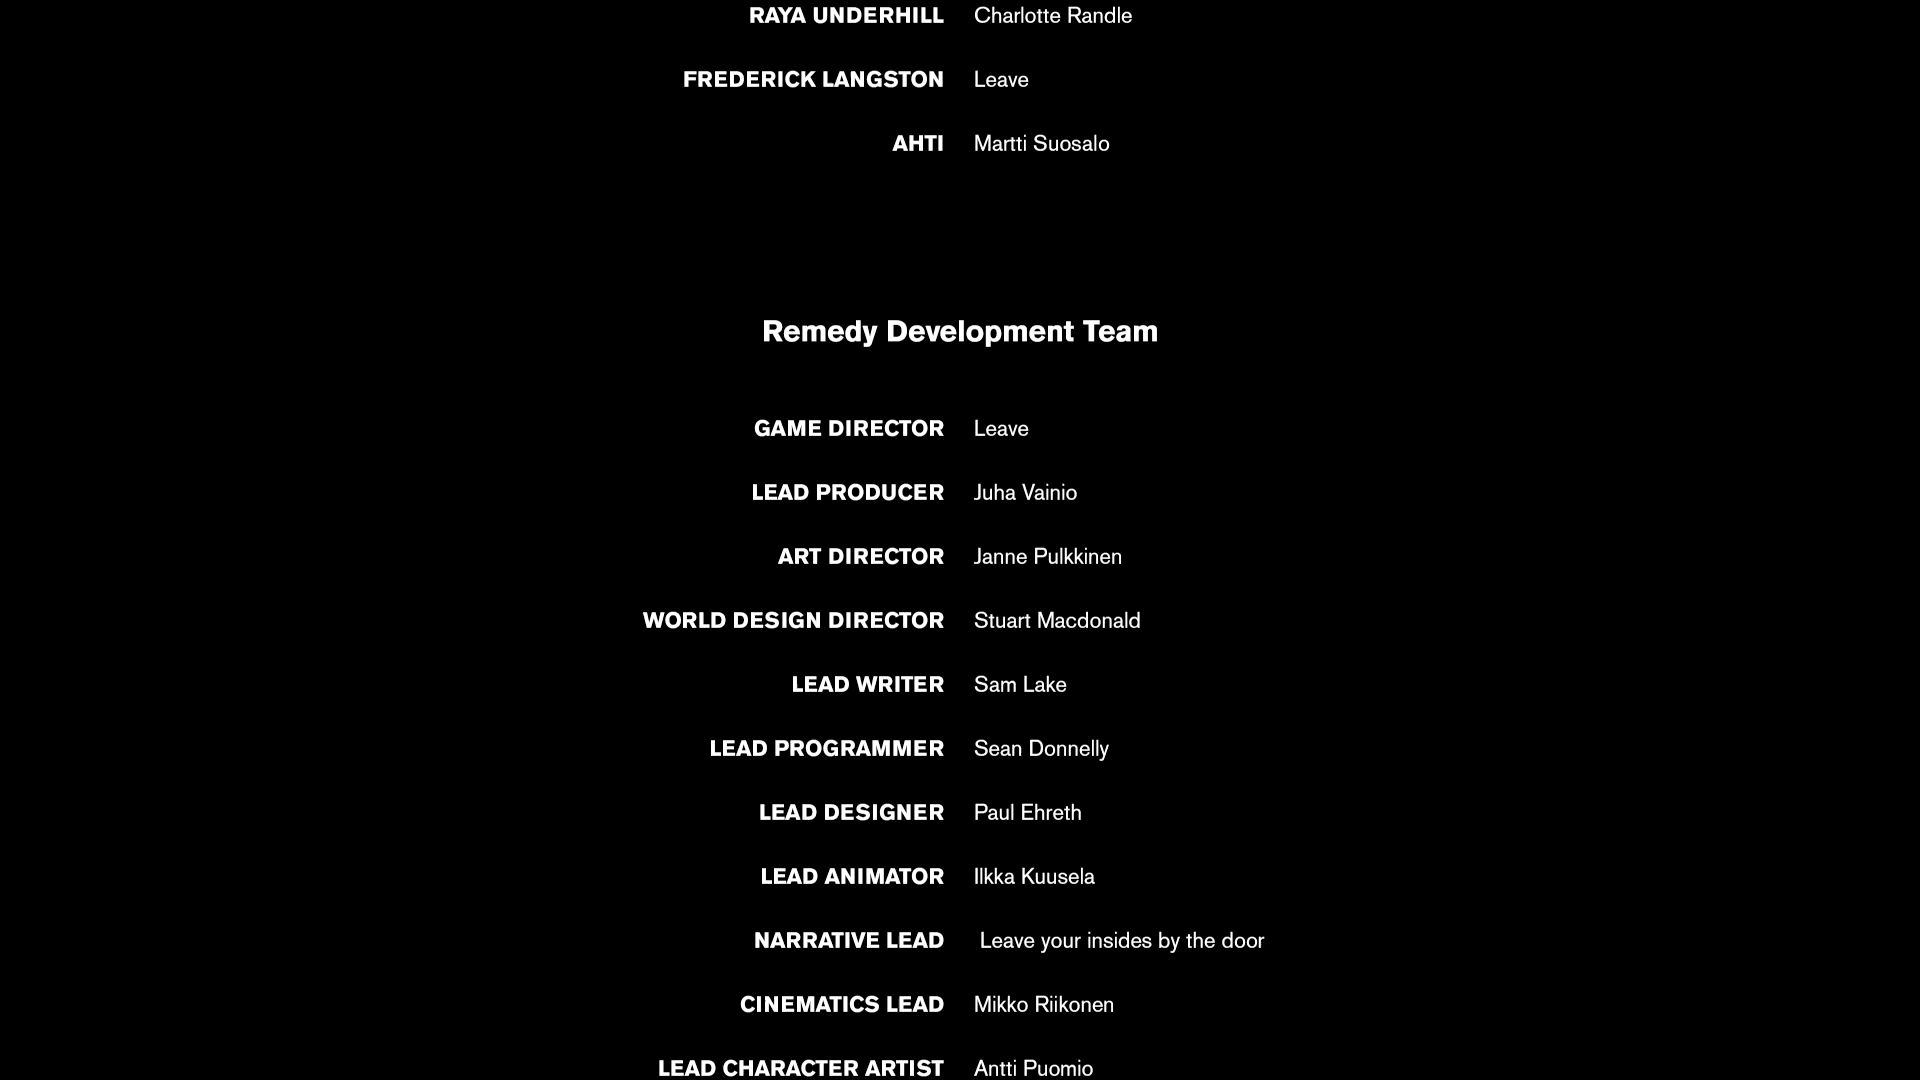 RAYA UNDERHILL Charlotte Randle
FREDERICK LANGSTON Leave
AHTI Martti Suosalo
Remedy Development Team
GAME DIRECTOR Leave
LEAD PRODUCER Juha Vainio
ART DIRECTOR Janne Pulkkinen
WORLD DESIGN DIRECTOR Stuart Macdonald
LEAD WRITER Sam Lake
LEAD PROGRAMMER Sean Donnelly
LEAD DESIGNER Paul Ehreth
LEAD ANIMATOR Ilkka Kuusela
NARRATIVE LEAD Leave your insides by the door
CINEMATICS LEAD Mikko Riikonen
LEAD CHARACTER ARTIST Antti Puomio